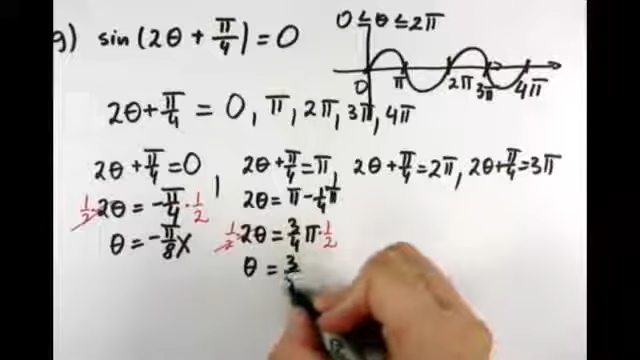 g) sin(2θ + π/4) = 0
0 ≤ θ ≤ 2π
0 π 2π 3π 4π
2θ + π/4 = 0, π, 2π, 3π, 4π
2θ + π/4 = 0, 2θ + π/4 = π, 2θ + π/4 = 2π, 2θ + π/4 = 3π
1/2 · 2θ = -π/4 · 1/2
2θ = π - 1/4 π
θ = -π/8 X
1/2 · 2θ = 3/4 π · 1/2
θ = 3